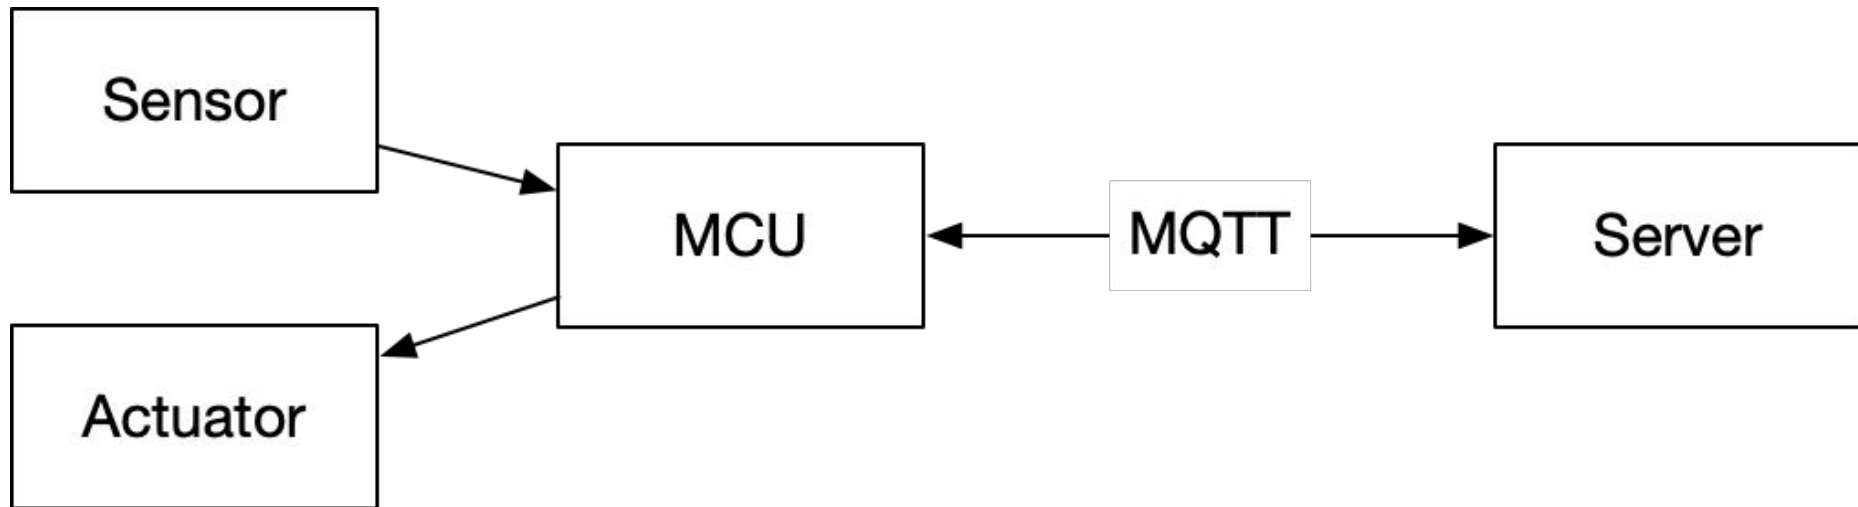 Sensor
MCU
MQTT
Server
Actuator